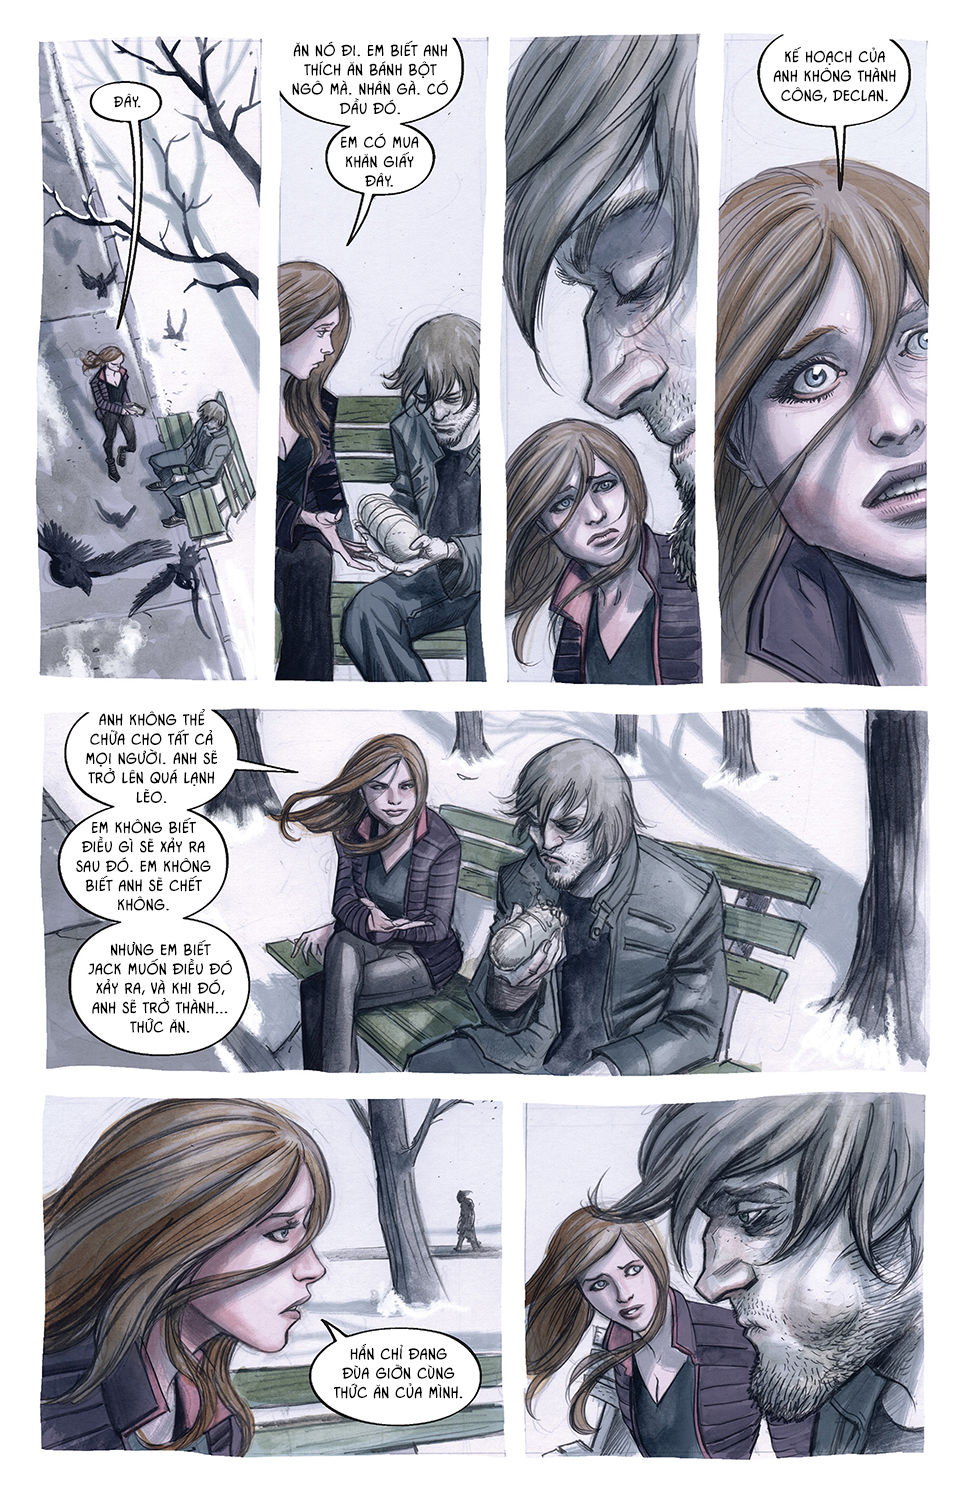 ĐÂY.
ĂN NÓ ĐI. EM BIẾT ANH
THÍCH ĂN BÁNH BỘT
NGÔ MÀ. NHÂN GÀ. CÓ
DẦU ĐÓ.
EM CÓ MUA
KHĂN GIẤY
ĐÂY.
KẾ HOẠCH CỦA
ANH KHÔNG THÀNH
CÔNG, DECLAN.
ANH KHÔNG THỂ
CHỮA CHO TẤT CẢ
MỌI NGƯỜI. ANH SẼ
TRỞ LÊN QUÁ LẠNH
LẼO.
EM KHÔNG BIẾT
ĐIỀU GÌ SẼ XẢY RA
SAU ĐÓ. EM KHÔNG
BIẾT ANH SẼ CHẾT
KHÔNG.
NHƯNG EM BIẾT
JACK MUỐN ĐIỀU ĐÓ
XẢY RA, VÀ KHI ĐÓ,
ANH SẼ TRỞ THÀNH...
THỨC ĂN.
HẮN CHỈ ĐANG
ĐÙA GIỠN CÙNG
THỨC ĂN CỦA MÌNH.